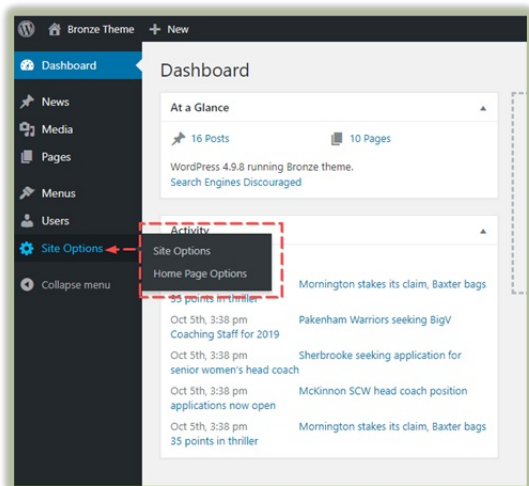 Bronze Theme + New
Dashboard
News
Media
Pages
Menus
Users
Site Options
Collapse menu
Dashboard
At a Glance
16 Posts 10 Pages
WordPress 4.9.8 running Bronze theme.
Search Engines Discouraged
Activity
Site Options
Home Page Options
Mornington stakes its claim, Baxter bags
35 points in thriller
Oct 5th, 3:38 pm Pakenham Warriors seeking BigV
Coaching Staff for 2019
Oct 5th, 3:38 pm Sherbrooke seeking application for
senior women's head coach
Oct 5th, 3:38 pm McKinnon SCW head coach position
applications now open
Oct 5th, 3:38 pm Mornington stakes its claim, Baxter bags
35 points in thriller